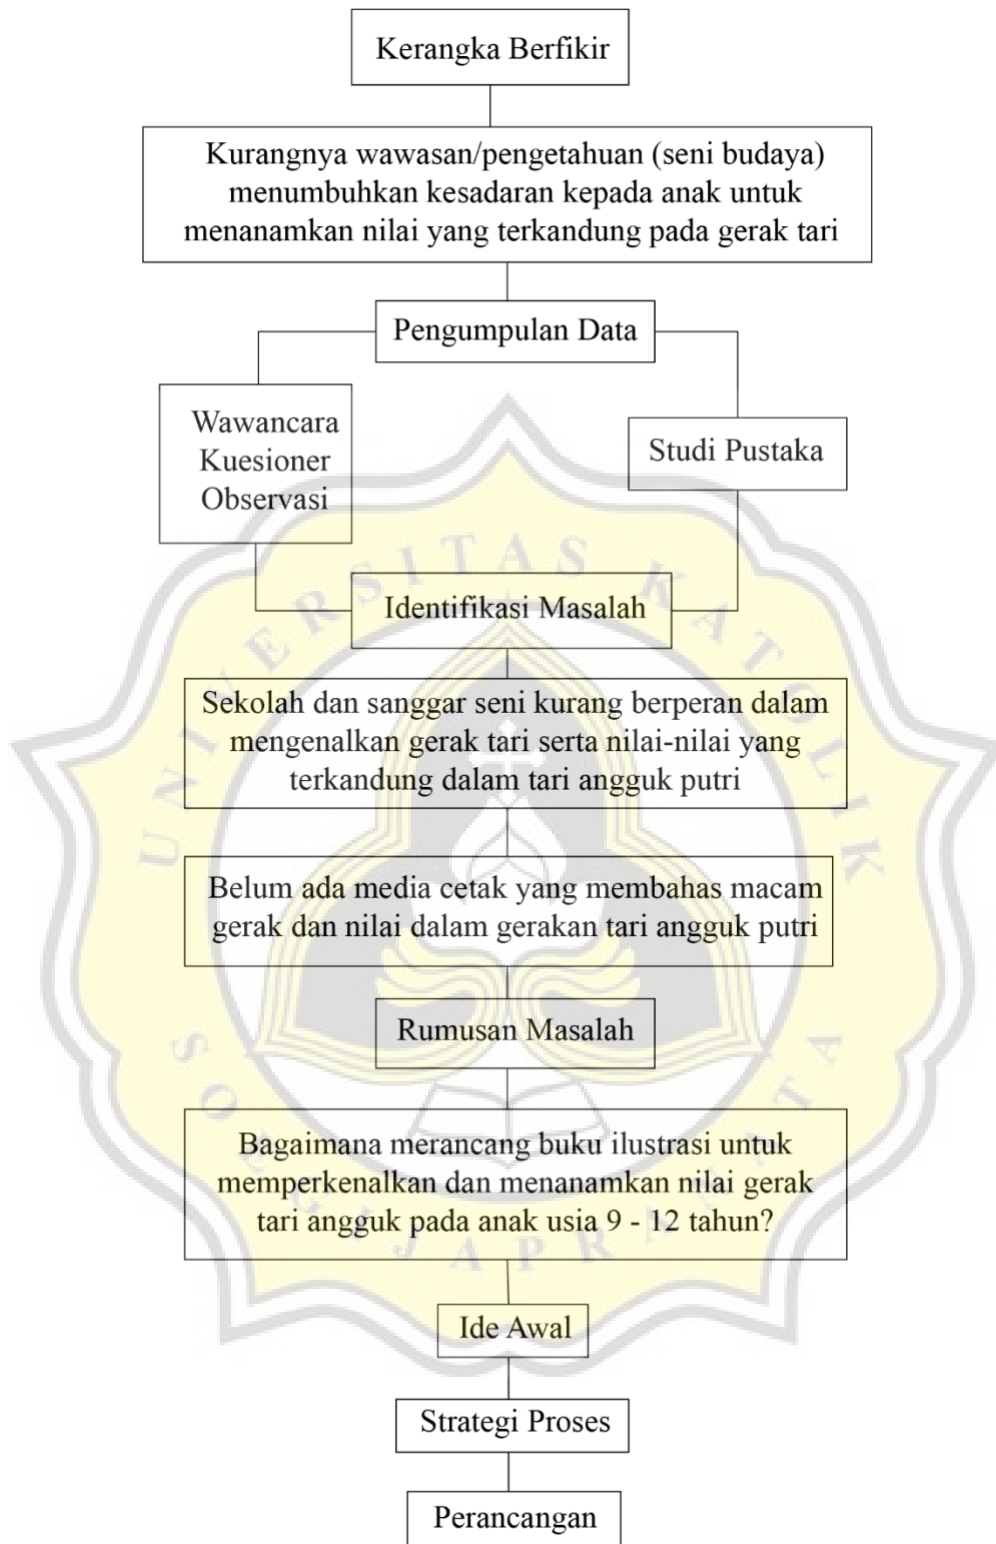 Kerangka Berfikir
Kurangnya wawasan/pengetahuan (seni budaya)
menumbuhkan kesadaran kepada anak untuk
menanamkan nilai yang terkandung pada gerak tari
Pengumpulan Data
Wawancara
Kuesioner
Observasi
Studi Pustaka
Identifikasi Masalah
Sekolah dan sanggar seni kurang berperan dalam
mengenalkan gerak tari serta nilai-nilai yang
terkandung dalam tari angguk putri
Belum ada media cetak yang membahas macam
gerak dan nilai dalam gerakan tari angguk putri
Rumusan Masalah
Bagaimana merancang buku ilustrasi untuk
memperkenalkan dan menanamkan nilai gerak
tari angguk pada anak usia 9 - 12 tahun?
Ide Awal
Strategi Proses
Perancangan
UNIVERSITAS KATOLIK
SOEGIJAPRANATA